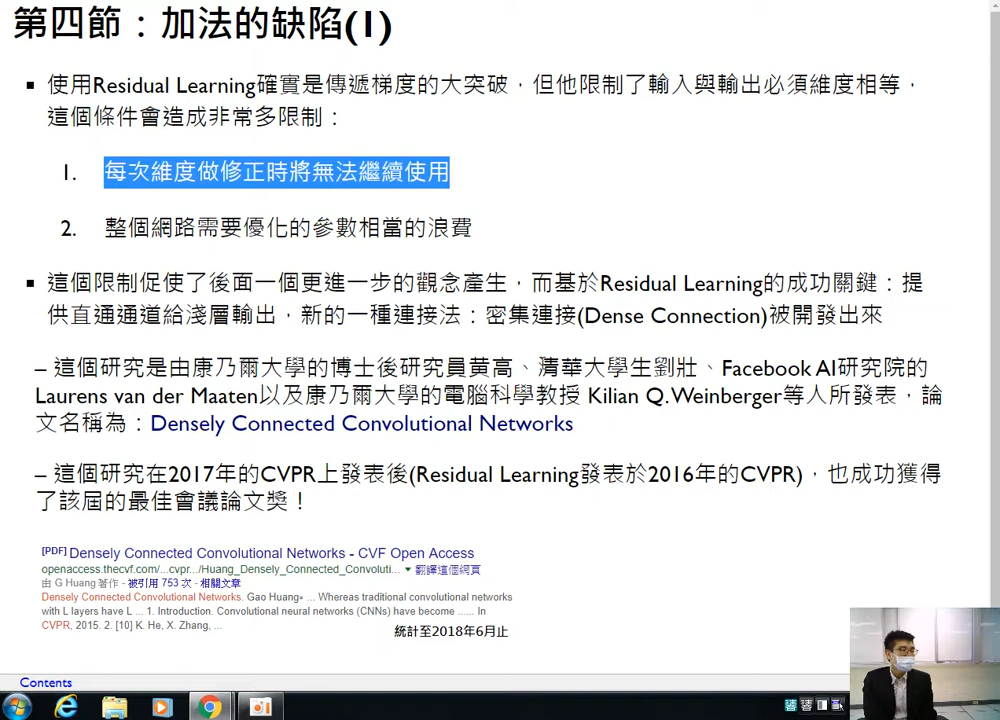 第四節：加法的缺陷(1)
▪ 使用Residual Learning確實是傳遞梯度的大突破，但他限制了輸入與輸出必須維度相等，
這個條件會造成非常多限制：
1. 每次維度做修正時將無法繼續使用
2. 整個網路需要優化的參數相當的浪費
▪ 這個限制促使了後面一個更進一步的觀念產生，而基於Residual Learning的成功關鍵：提
供直通通道給淺層輸出，新的一種連接法：密集連接(Dense Connection)被開發出來
– 這個研究是由康乃爾大學的博士後研究員黄高、清華大學生劉壯、Facebook AI研究院的
Laurens van der Maaten以及康乃爾大學的電腦科學教授 Kilian Q. Weinberger等人所發表，論
文名稱為：Densely Connected Convolutional Networks
– 這個研究在2017年的CVPR上發表後(Residual Learning發表於2016年的CVPR)，也成功獲得
了該屆的最佳會議論文獎！
[PDF] Densely Connected Convolutional Networks - CVF Open Access
openaccess.thecvf.com/...cvpr.../Huang_Densely_Connected_Convoluti... ▼ 翻譯這個網頁
由 G Huang 著作 - 被引用 753 次 - 相關文章
Densely Connected Convolutional Networks. Gao Huang∗ ... Whereas traditional convolutional networks
with L layers have L ... 1. Introduction. Convolutional neural networks (CNNs) have become ...... In
CVPR, 2015. 2. [10] K. He, X. Zhang, ...
統計至2018年6月止
Contents